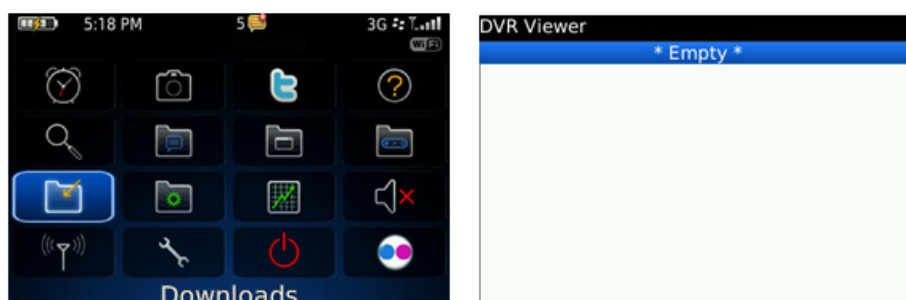 5:18 PM
5
3G
WiFi
Downloads
DVR Viewer
* Empty *